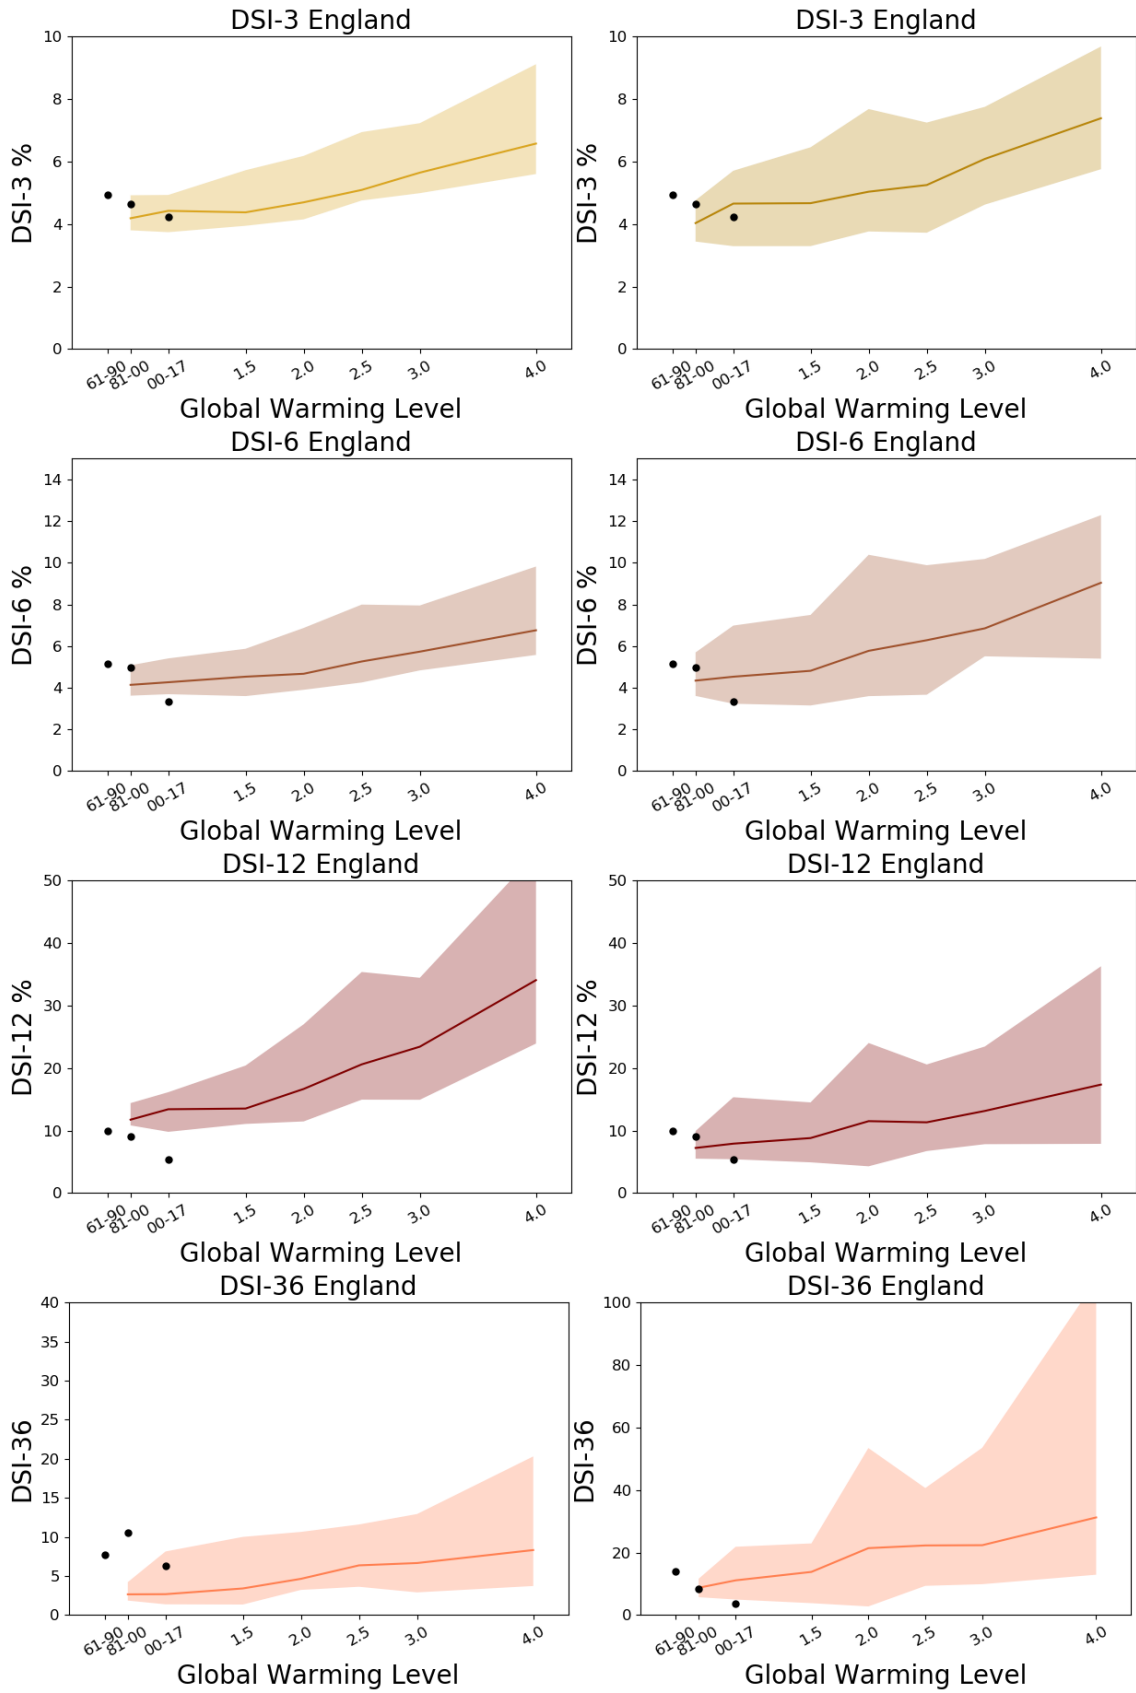 DSI-3 England
DSI-3 %
10
8
6
4
2
0
61-90 81-00 00-17 1.5 2.0 2.5 3.0 4.0
Global Warming Level
DSI-3 England
DSI-3 %
10
8
6
4
2
0
61-90 81-00 00-17 1.5 2.0 2.5 3.0 4.0
Global Warming Level
DSI-6 England
DSI-6 %
14
12
10
8
6
4
2
0
61-90 81-00 00-17 1.5 2.0 2.5 3.0 4.0
Global Warming Level
DSI-6 England
DSI-6 %
14
12
10
8
6
4
2
0
61-90 81-00 00-17 1.5 2.0 2.5 3.0 4.0
Global Warming Level
DSI-12 England
DSI-12 %
50
40
30
20
10
0
61-90 81-00 00-17 1.5 2.0 2.5 3.0 4.0
Global Warming Level
DSI-12 England
DSI-12 %
50
40
30
20
10
0
61-90 81-00 00-17 1.5 2.0 2.5 3.0 4.0
Global Warming Level
DSI-36 England
DSI-36
40
35
30
25
20
15
10
5
0
61-90 81-00 00-17 1.5 2.0 2.5 3.0 4.0
Global Warming Level
DSI-36 England
DSI-36
100
80
60
40
20
0
61-90 81-00 00-17 1.5 2.0 2.5 3.0 4.0
Global Warming Level